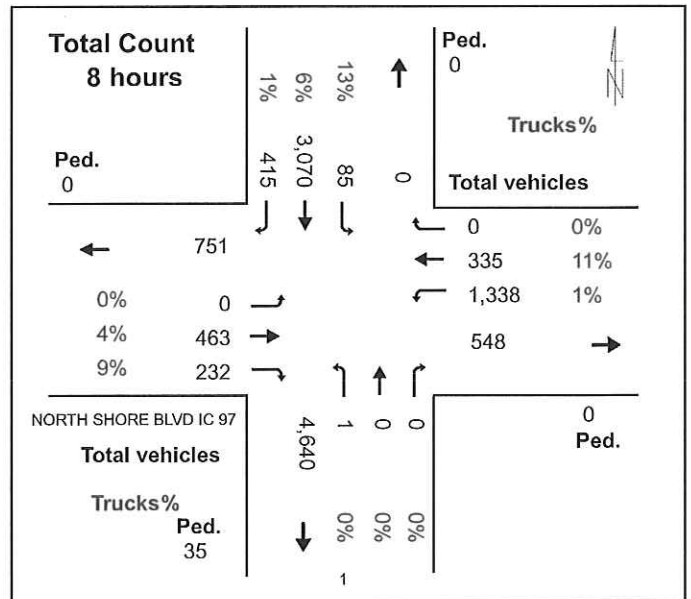 Total Count
8 hours
1% 6% 13%
415 3,070 85 0
Ped.
0
N
Trucks%
Total vehicles
Ped.
0
751
0 0%
335 11%
1,338 1%
548
0% 0
4% 463
9% 232
NORTH SHORE BLVD IC 97
Total vehicles
Trucks%
Ped.
35
4,640 1 0 0
0% 0% 0%
1
0
Ped.